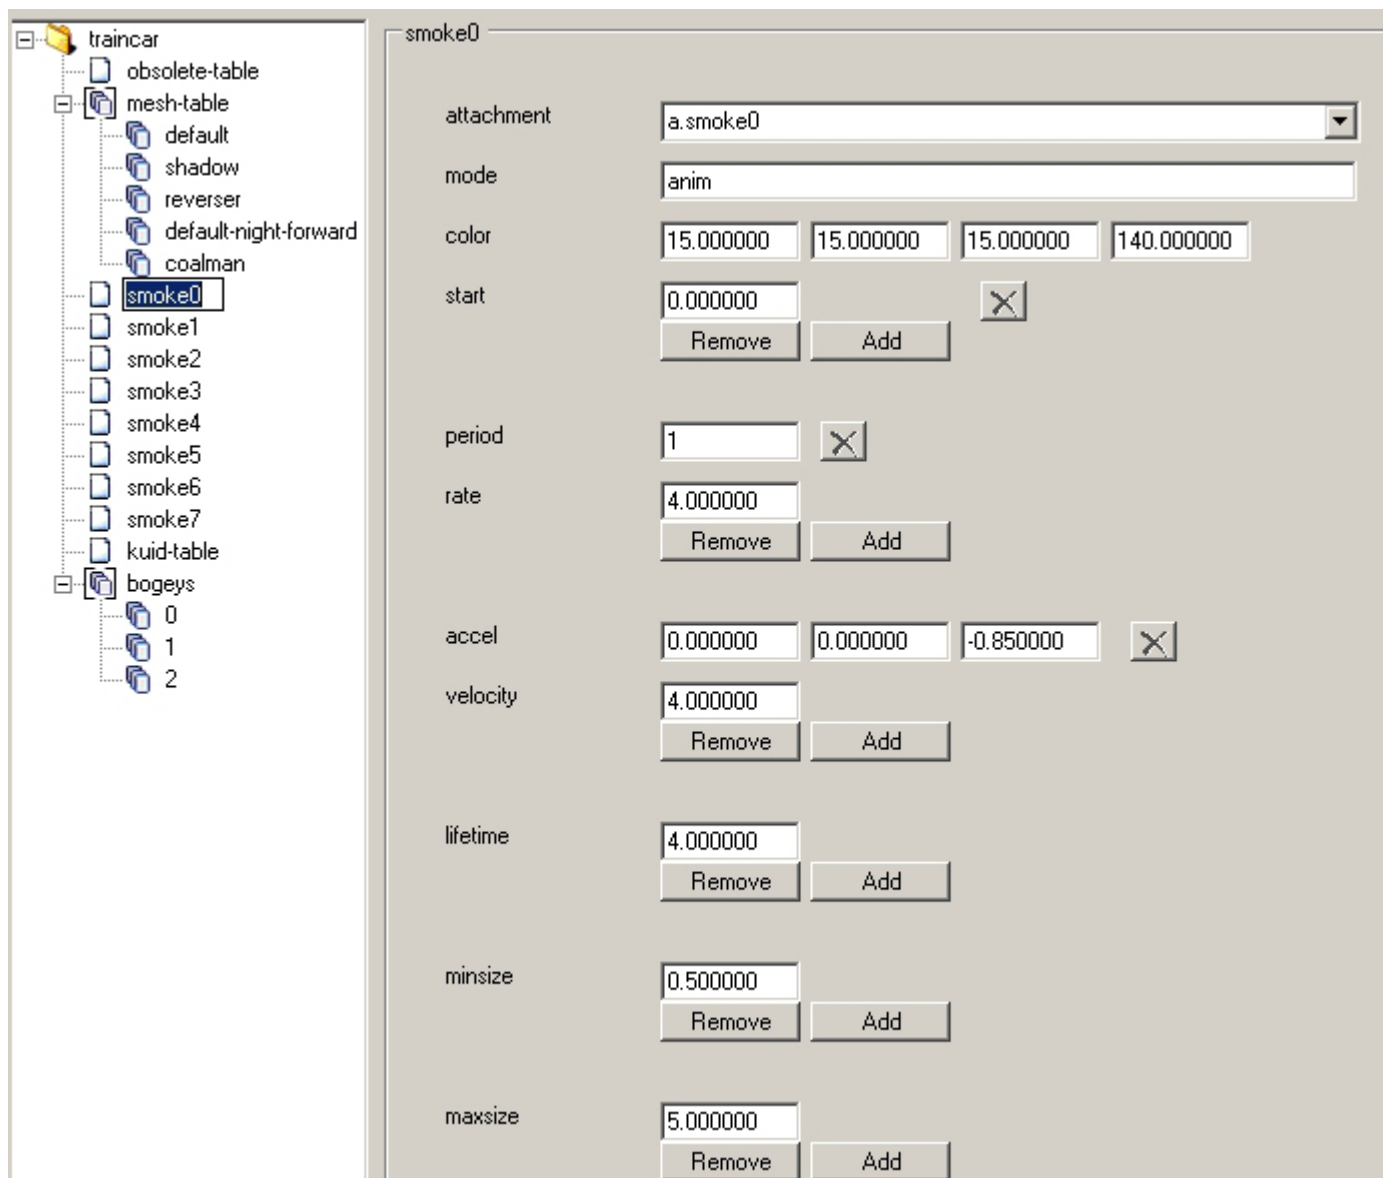 traincar
obsolete-table
mesh-table
default
shadow
reverser
default-night-forward
coalman
smoke0
smoke1
smoke2
smoke3
smoke4
smoke5
smoke6
smoke7
kuid-table
bogeys
0
1
2
smoke0
attachment a.smoke0
mode anim
color 15.000000 15.000000 15.000000 140.000000
start 0.000000
Remove Add
period 1
rate 4.000000
Remove Add
accel 0.000000 0.000000 -0.850000
velocity 4.000000
Remove Add
lifetime 4.000000
Remove Add
minsize 0.500000
Remove Add
maxsize 5.000000
Remove Add